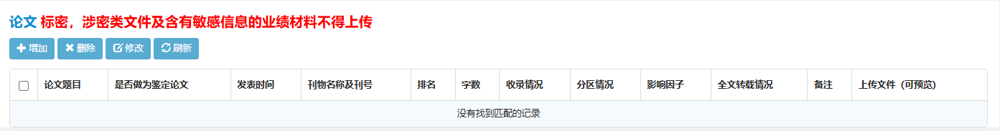 论文 标密，涉密类文件及含有敏感信息的业绩材料不得上传
增加 删除 修改 刷新
论文题目 是否做为鉴定论文 发表时间 刊物名称及刊号 排名 字数 收录情况 分区情况 影响因子 全文转载情况 备注 上传文件（可预览）
没有找到匹配的记录